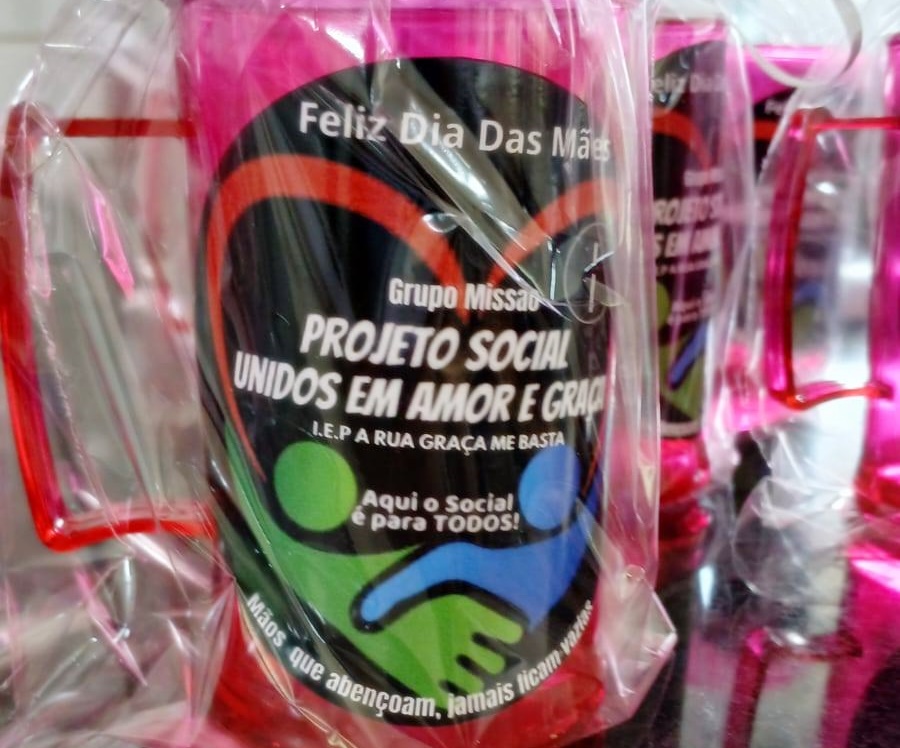 Feliz Dia Das Mães
Grupo Missão
PROJETO SOCIAL
UNIDOS EM AMOR E GRAÇA
I.E.P A RUA GRAÇA ME BASTA
Aqui o Social
é para TODOS!
Mãos que abençoam, jamais ficam vazias